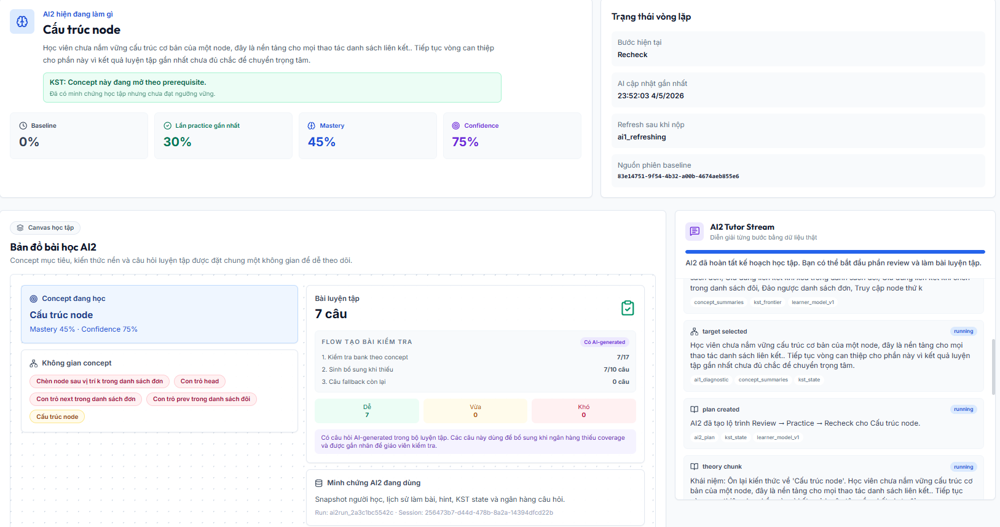 AI2 hiện đang làm gì
Cấu trúc node
Học viên chưa nắm vững cấu trúc cơ bản của một node, đây là nền tảng cho mọi thao tác danh sách liên kết.. Tiếp tục vòng can thiệp
cho phần này vì kết quả luyện tập gần nhất chưa đủ chắc để chuyển trọng tâm.
KST: Concept này đang mở theo prerequisite.
Đã có minh chứng học tập nhưng chưa đạt ngưỡng vững.
Baseline
0%
Lần practice gần nhất
30%
Mastery
45%
Confidence
75%
Trạng thái vòng lặp
Bước hiện tại
Recheck
AI cập nhật gần nhất
23:52:03 4/5/2026
Refresh sau khi nộp
ai1_refreshing
Nguồn phiên baseline
83e14751-9f54-4b32-a00b-4674aeb855e6
Canvas học tập
Bản đồ bài học AI2
Concept mục tiêu, kiến thức nền và câu hỏi luyện tập được đặt chung một không gian để dễ theo dõi.
Concept đang học
Cấu trúc node
Mastery 45% · Confidence 75%
Không gian concept
Chèn node sau vị trí k trong danh sách đơn
Con trỏ head
Con trỏ next trong danh sách đơn
Con trỏ prev trong danh sách đôi
Cấu trúc node
Bài luyện tập
7 câu
FLOW TẠO BÀI KIỂM TRA
Có AI-generated
1. Kiểm tra bank theo concept 7/17
2. Sinh bổ sung khi thiếu 7/10 câu
3. Câu fallback còn lại 0 câu
Dễ
7
Vừa
0
Khó
0
Có câu hỏi AI-generated trong bộ luyện tập. Các câu này dùng để bổ sung khi ngân hàng thiếu coverage
và được gắn nhãn để giáo viên kiểm tra.
Minh chứng AI2 đang dùng
Snapshot người học, lịch sử làm bài, hint, KST state và ngân hàng câu hỏi.
Run: ai2run_2a3c1bc5542c · Session: 256473b7-d44d-478b-8a2a-14394dfcd22b
AI2 Tutor Stream
Diễn giải từng bước bằng dữ liệu thật
AI2 đã hoàn tất kế hoạch học tập. Bạn có thể bắt đầu phần review và làm bài luyện tập.
trong danh sách đôi, Đảo ngược danh sách đơn, Truy cập node thứ k
concept_summaries kst_frontier learner_model_v1
target selected
running
Học viên chưa nắm vững cấu trúc cơ bản của một node, đây là nền tảng cho mọi
thao tác danh sách liên kết.. Tiếp tục vòng can thiệp cho phần này vì kết quả luyện
tập gần nhất chưa đủ chắc để chuyển trọng tâm.
ai1_diagnostic concept_summaries kst_state
plan created
running
AI2 đã tạo lộ trình Review → Practice → Recheck cho Cấu trúc node.
ai2_plan kst_state learner_model_v1
theory chunk
running
Khái niệm: Ôn lại kiến thức về 'Cấu trúc node'. Học viên chưa nắm vững cấu trúc cơ
bản của một node, đây là nền tảng cho mọi thao tác danh sách liên kết.. Tiếp tục